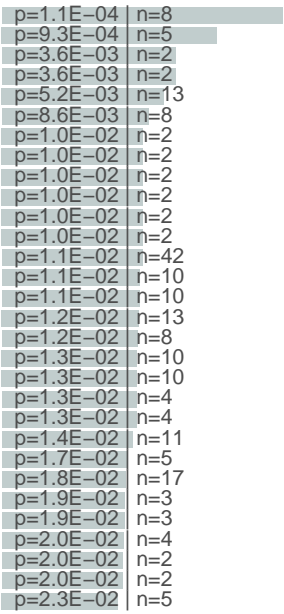 p=1.1E−04 n=8
p=9.3E−04 n=5
p=3.6E−03 n=2
p=3.6E−03 n=2
p=5.2E−03 n=13
p=8.6E−03 n=8
p=1.0E−02 n=2
p=1.0E−02 n=2
p=1.0E−02 n=2
p=1.0E−02 n=2
p=1.0E−02 n=2
p=1.0E−02 n=2
p=1.1E−02 n=42
p=1.1E−02 n=10
p=1.1E−02 n=10
p=1.2E−02 n=13
p=1.2E−02 n=8
p=1.3E−02 n=10
p=1.3E−02 n=10
p=1.3E−02 n=4
p=1.3E−02 n=4
p=1.4E−02 n=11
p=1.7E−02 n=5
p=1.8E−02 n=17
p=1.9E−02 n=3
p=1.9E−02 n=3
p=2.0E−02 n=4
p=2.0E−02 n=2
p=2.0E−02 n=2
p=2.3E−02 n=5